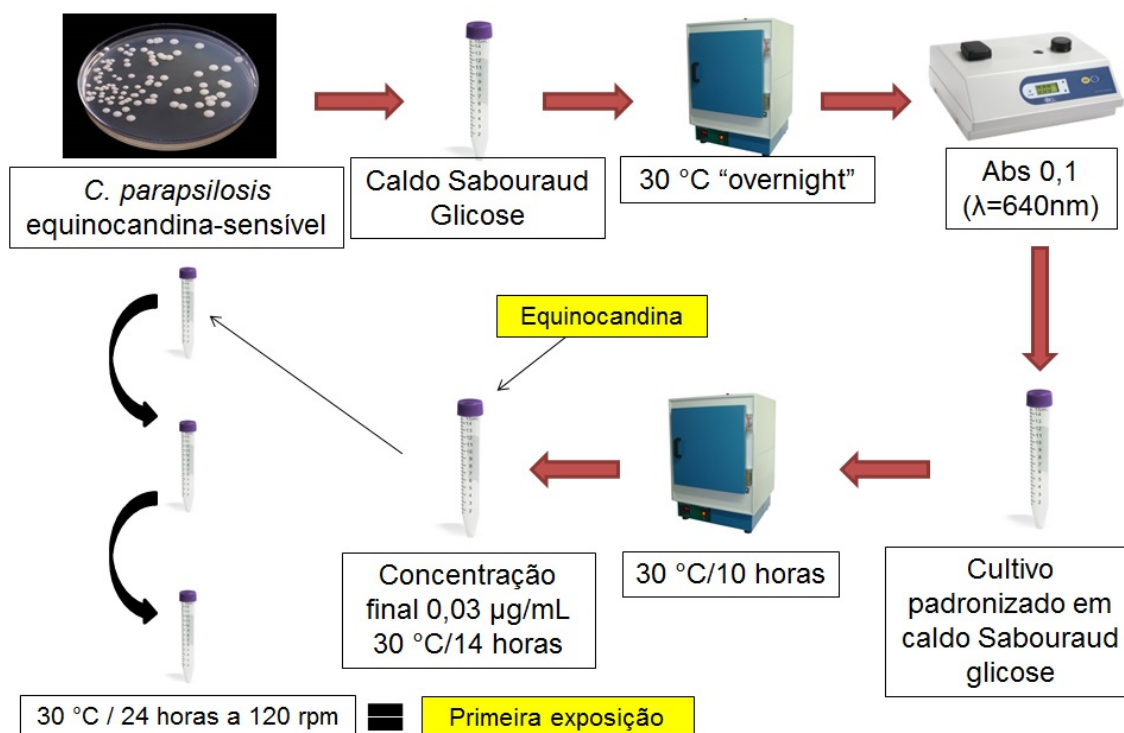 C. parapsilosis
equinocandina-sensível
Caldo Sabouraud
Glicose
30 °C “overnight”
Abs 0,1
(λ=640nm)
Equinocandina
Concentração
final 0,03 µg/mL
30 °C/14 horas
30 °C/10 horas
Cultivo
padronizado em
caldo Sabouraud
glicose
30 °C / 24 horas a 120 rpm
Primeira exposição